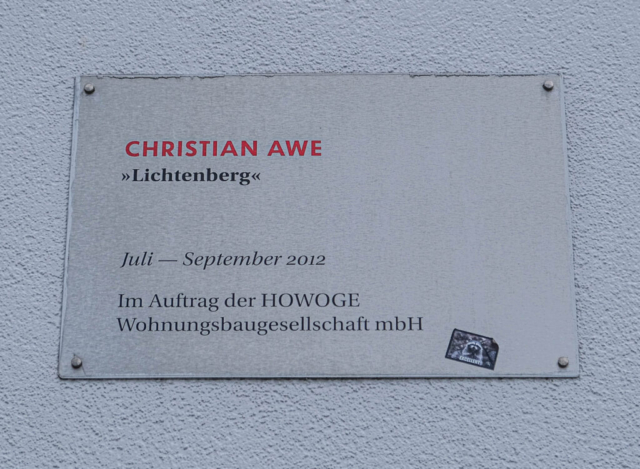 CHRISTIAN AWE
»Lichtenberg«
Juli — September 2012
Im Auftrag der HOWOGE
Wohnungsbaugesellschaft mbH